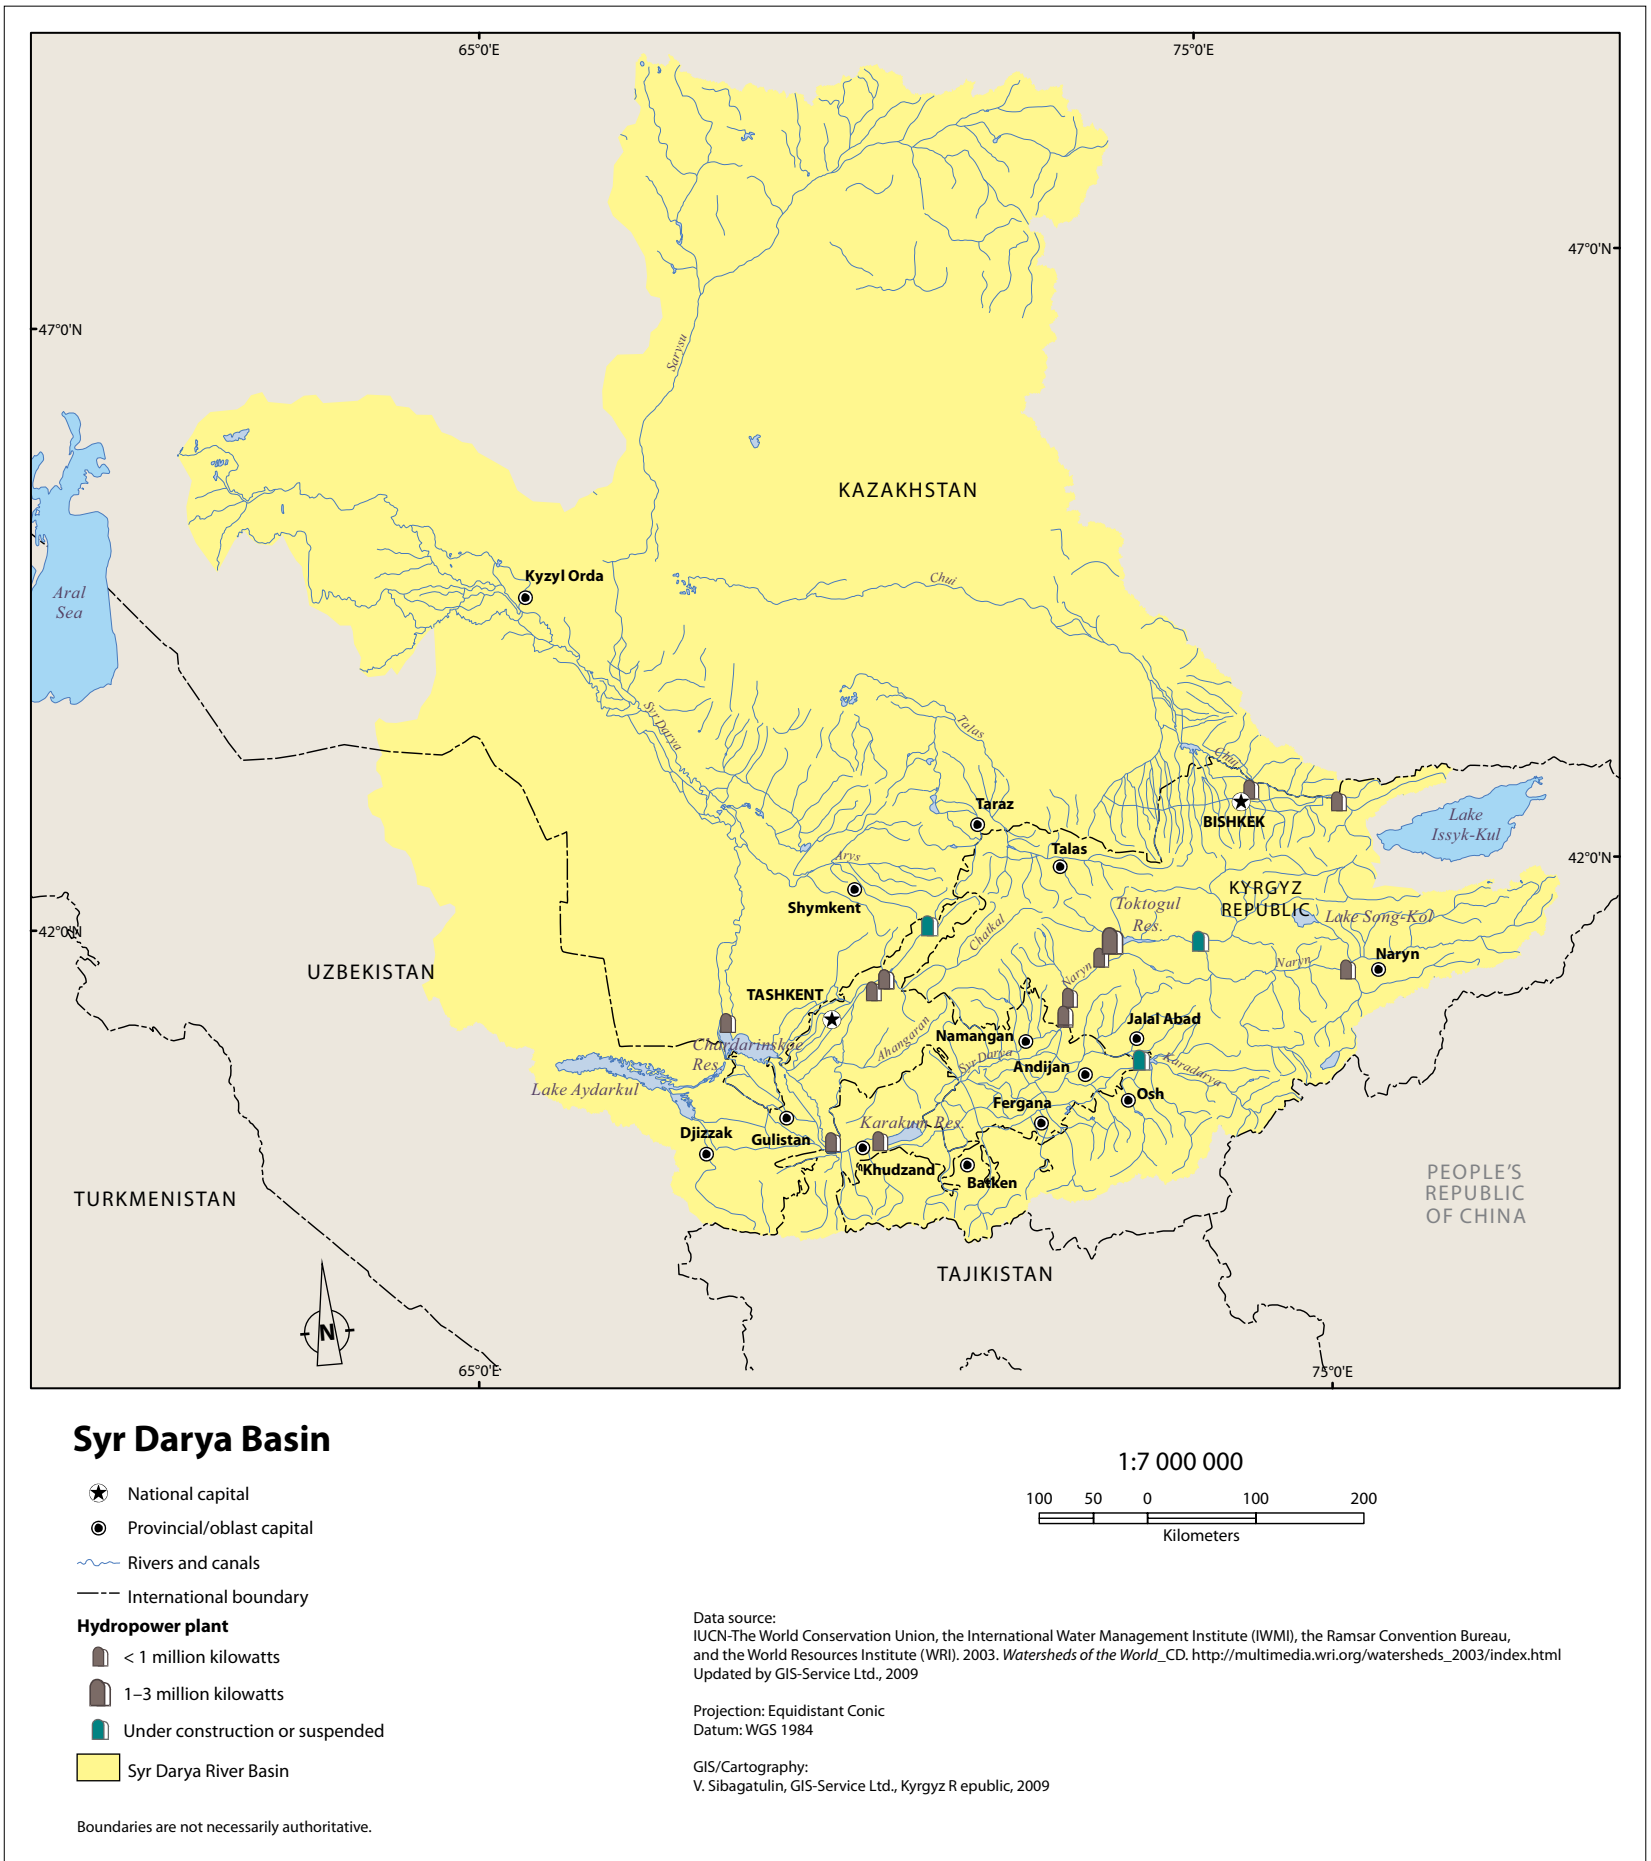 65°0'E
75°0'E
47°0'N
47°0'N
Sarysu
KAZAKHSTAN
Kyzyl Orda
Chui
Aral
Sea
Syr Darya
Talas
Chui
Taraz
BISHKEK
Lake
Issyk-Kul
Talas
Arys
42°0'N
KYRGYZ
REPUBLIC
Shymkent
Toktogul
Res.
Lake Song-Kol
Chatkal
42°0'N
Naryn
UZBEKISTAN
Naryn
Naryn
TASHKENT
Jalal Abad
Namangan
Ahangaran
Chardarinskoe
Res.
Syr Darya
Andijan
Karadarya
Lake Aydarkul
Osh
Fergana
Karakum Res.
Djizzak
Gulistan
Khudzand
Batken
TURKMENISTAN
PEOPLE'S
REPUBLIC
OF CHINA
TAJIKISTAN
N
65°0'E
75°0'E
Syr Darya Basin
National capital
Provincial/oblast capital
Rivers and canals
International boundary
Hydropower plant
< 1 million kilowatts
1–3 million kilowatts
Under construction or suspended
Syr Darya River Basin
Boundaries are not necessarily authoritative.
1:7 000 000
100 50 0 100 200
Kilometers
Data source:
IUCN-The World Conservation Union, the International Water Management Institute (IWMI), the Ramsar Convention Bureau,
and the World Resources Institute (WRI). 2003. Watersheds of the World_CD. http://multimedia.wri.org/watersheds_2003/index.html
Updated by GIS-Service Ltd., 2009
Projection: Equidistant Conic
Datum: WGS 1984
GIS/Cartography:
V. Sibagatulin, GIS-Service Ltd., Kyrgyz R epublic, 2009